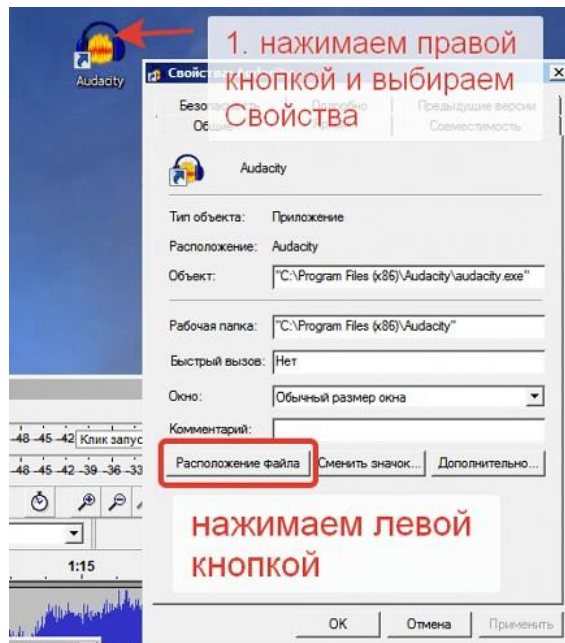 1. нажимаем правой
кнопкой и выбираем
Свойства
Audacity
Свойства
Предыдущие версии
Общие
Совместимость
Audacity
Тип объекта: Приложение
Расположение: Audacity
Объект: "C:\Program Files (x86)\Audacity\audacity.exe"
Рабочая папка: "C:\Program Files (x86)\Audacity"
Быстрый вызов: Нет
Окно: Обычный размер окна
Комментарий:
-48 -45 -42 Клик запус
-48 -45 -42 -39 -36 -33
Расположение файла Сменить значок... Дополнительно...
нажимаем левой
кнопкой
1:15
OK Отмена Применить